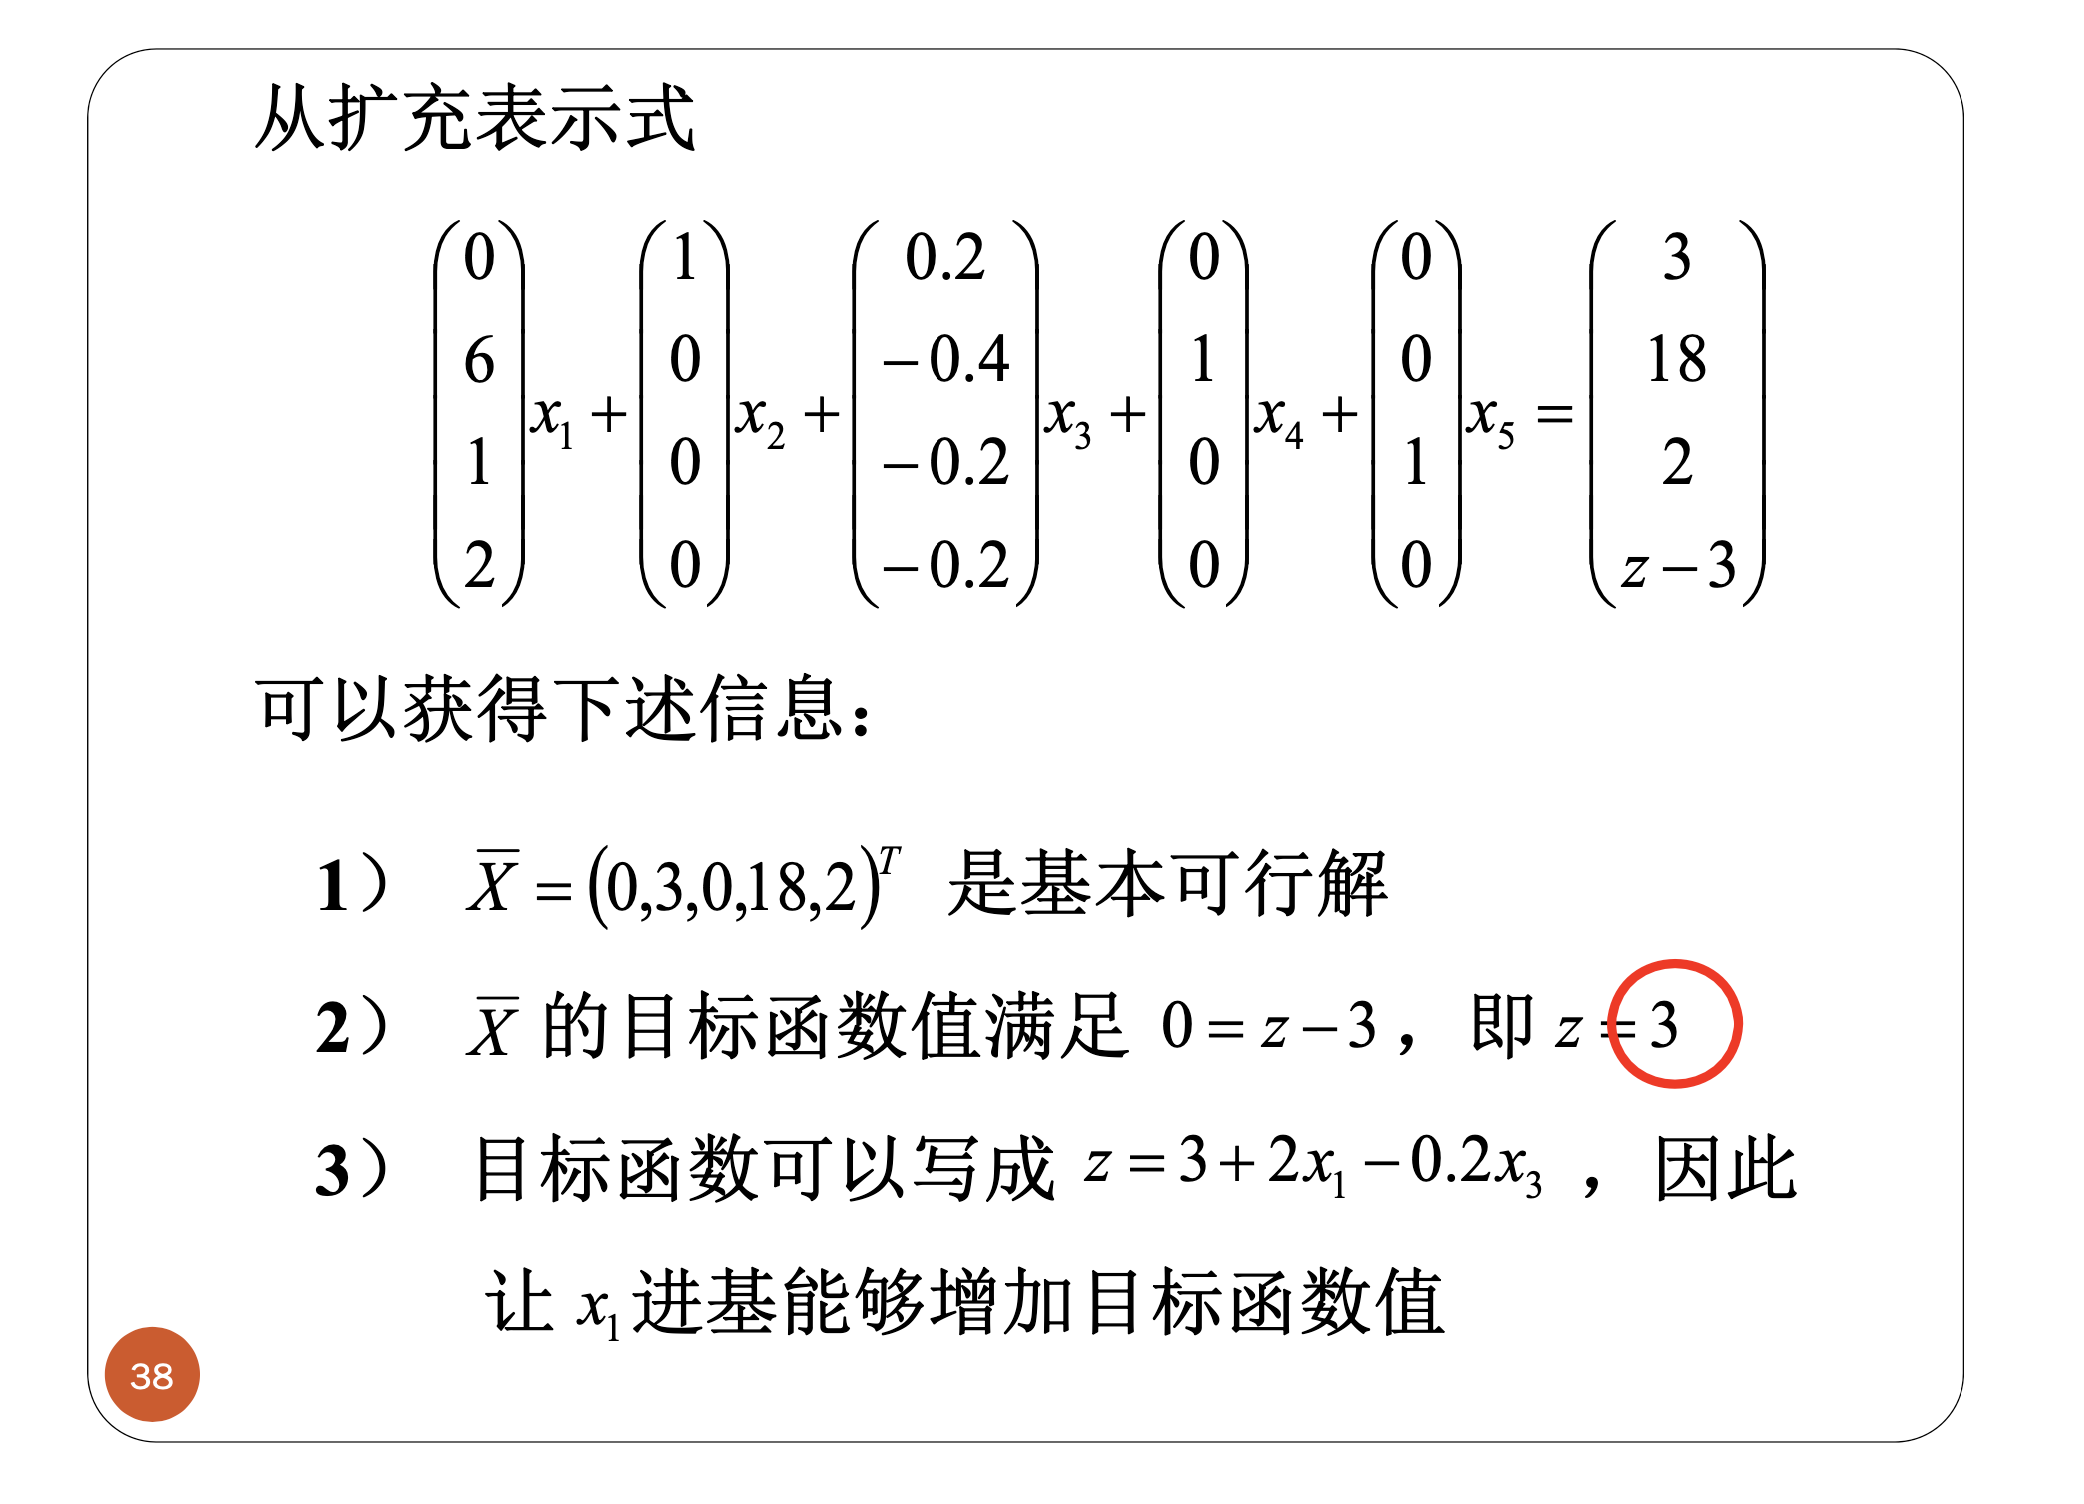 从扩充表示式
\begin{pmatrix} 0 \\ 6 \\ 1 \\ 2 \end{pmatrix} x_1 + \begin{pmatrix} 1 \\ 0 \\ 0 \\ 0 \end{pmatrix} x_2 + \begin{pmatrix} 0.2 \\ -0.4 \\ -0.2 \\ -0.2 \end{pmatrix} x_3 + \begin{pmatrix} 0 \\ 1 \\ 0 \\ 0 \end{pmatrix} x_4 + \begin{pmatrix} 0 \\ 0 \\ 1 \\ 0 \end{pmatrix} x_5 = \begin{pmatrix} 3 \\ 18 \\ 2 \\ z-3 \end{pmatrix}
可以获得下述信息：
1） \overline{X} = (0,3,0,18,2)^T 是基本可行解
2） \overline{X} 的目标函数值满足 0 = z − 3 ，即 z = 3
3） 目标函数可以写成 z = 3 + 2x_1 − 0.2x_3 ，因此
让 x_1 进基能够增加目标函数值
38